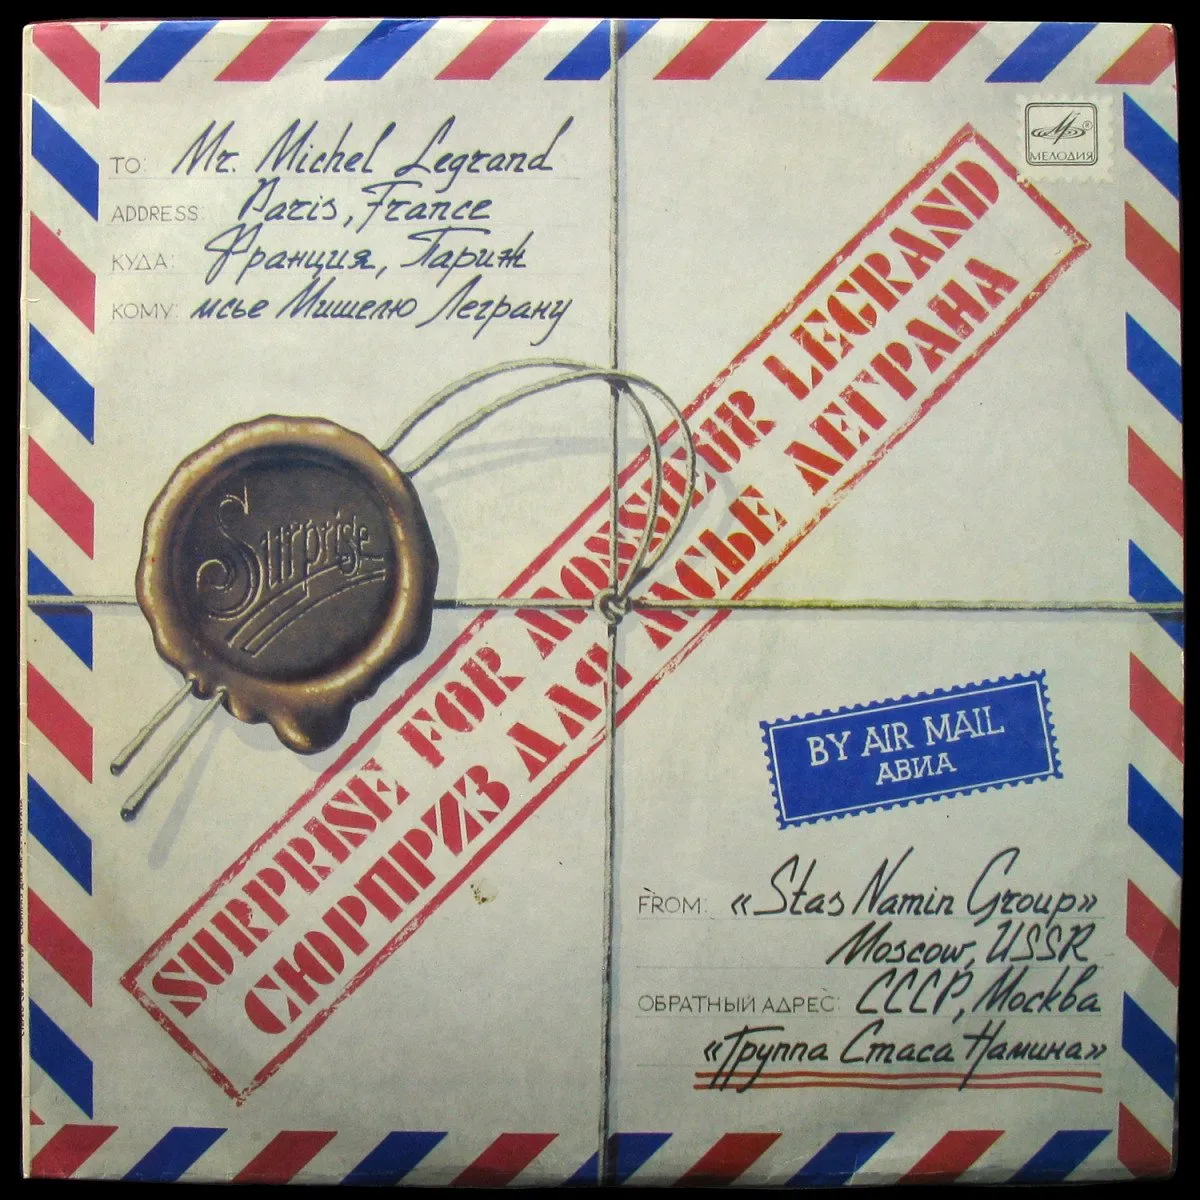 TO: Mr. Michel Legrand
ADDRESS: Paris, France
КУДА: Франция, Париж
КОМУ: мсье Мишелю Леграну
МЕЛОДИЯ
Surprise
SURPRISE FOR MONSIEUR LEGRAND
СЮРПРИЗ ДЛЯ МСЬЕ ЛЕГРАНА
BY AIR MAIL
АВИА
FROM: «Stas Namin Group»
Moscow, USSR
ОБРАТНЫЙ АДРЕС: СССР, Москва
«Группа Стаса Намина»